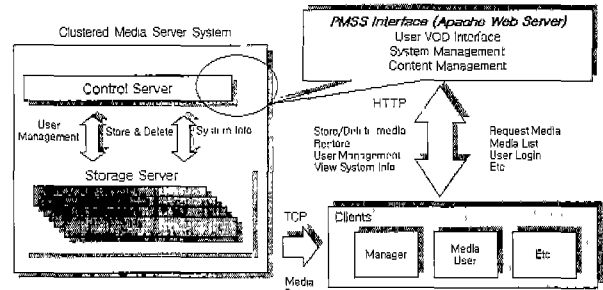 Clustered Media Server System
Control Server
User
Management
Store & Delete
System Info
Storage Server
PMSS Interface (Apache Web Server)
User VOD Interface
System Management
Content Management
HTTP
Store/Delete media
Restore
User Management
View System Info
Request Media
Media List
User Login
Etc
TCP
Media
Clients
Manager
Media
User
Etc